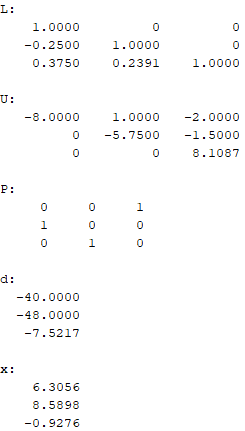 L:
1.0000 0 0
-0.2500 1.0000 0
0.3750 0.2391 1.0000
U:
-8.0000 1.0000 -2.0000
0 -5.7500 -1.5000
0 0 8.1087
P:
0 0 1
1 0 0
0 1 0
d:
-40.0000
-48.0000
-7.5217
x:
6.3056
8.5898
-0.9276